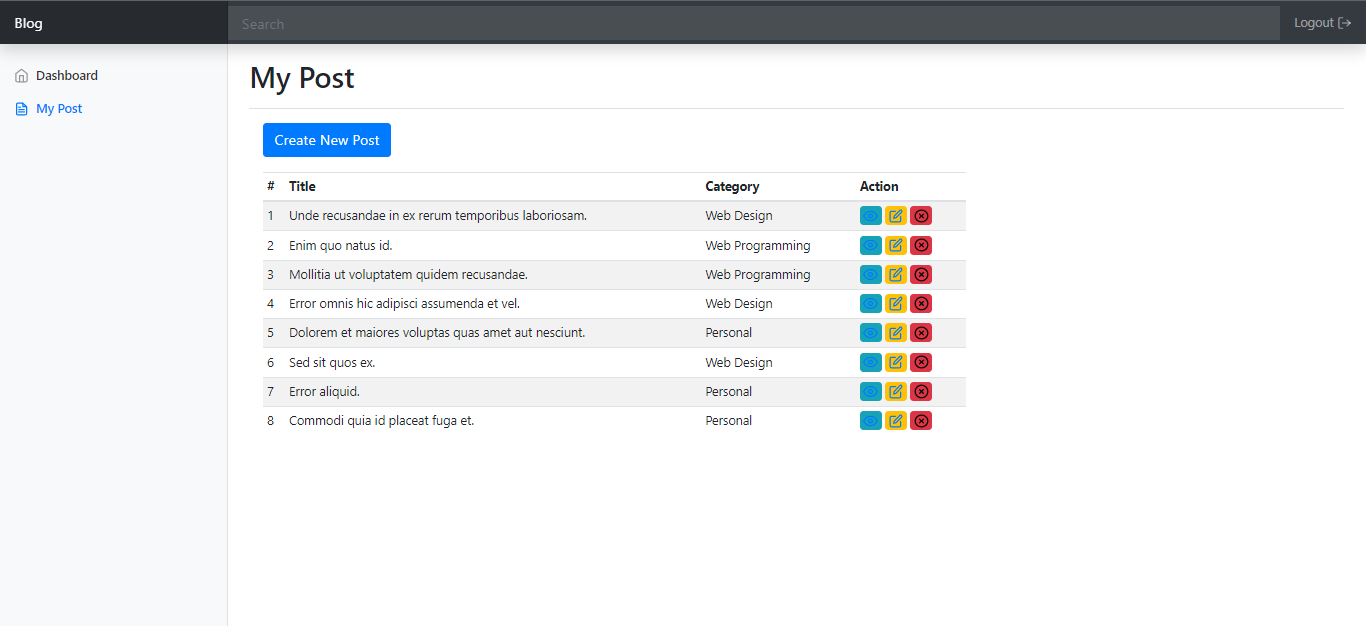 Blog Search Logout
Dashboard
My Post
My Post
Create New Post
# Title Category Action
1 Unde recusandae in ex rerum temporibus laboriosam. Web Design
2 Enim quo natus id. Web Programming
3 Mollitia ut voluptatem quidem recusandae. Web Programming
4 Error omnis hic adipisci assumenda et vel. Web Design
5 Dolorem et maiores voluptas quas amet aut nesciunt. Personal
6 Sed sit quos ex. Web Design
7 Error aliquid. Personal
8 Commodi quia id placeat fuga et. Personal